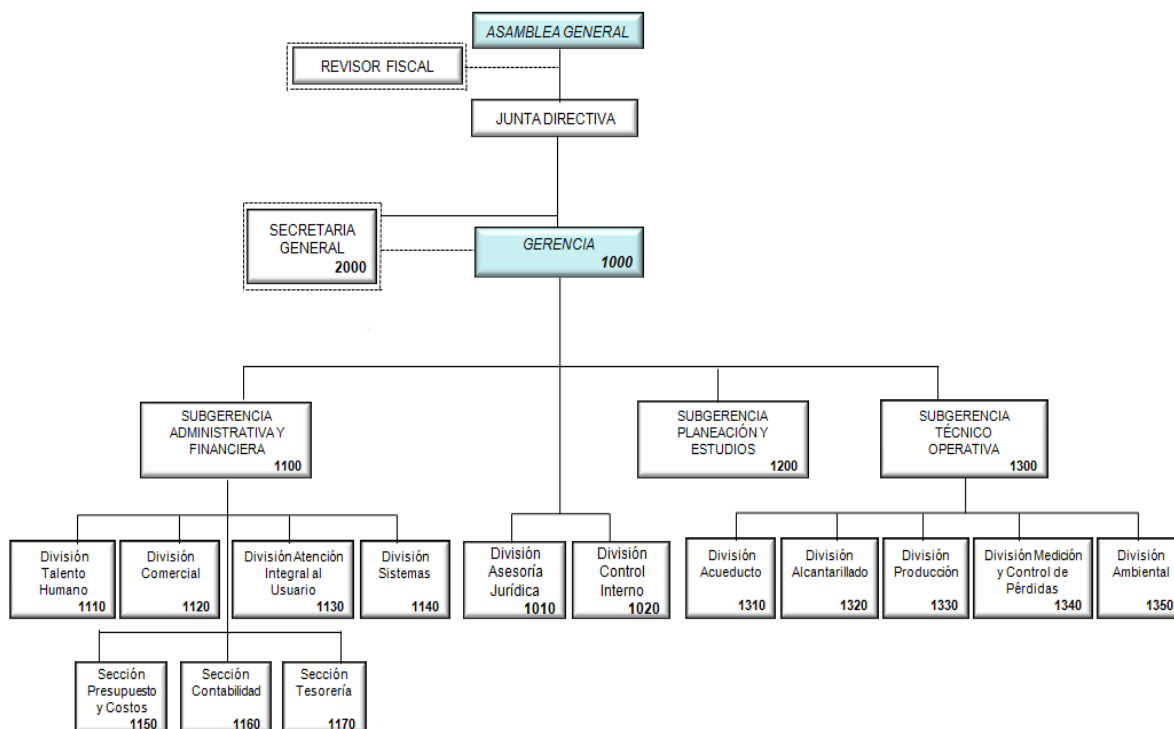 ASAMBLEA GENERAL
REVISOR FISCAL
JUNTA DIRECTIVA
SECRETARIA
GENERAL
2000
GERENCIA
1000
SUBGERENCIA
ADMINISTRATIVA Y
FINANCIERA
1100
SUBGERENCIA
PLANEACIÓN Y
ESTUDIOS
1200
SUBGERENCIA
TÉCNICO
OPERATIVA
1300
División
Talento
Humano
1110
División
Comercial
1120
División Atención
Integral al
Usuario
1130
División
Sistemas
1140
División
Asesoría
Jurídica
1010
División
Control
Interno
1020
División
Acueducto
1310
División
Alcantarillado
1320
División
Producción
1330
División Medición
y Control de
Pérdidas
1340
División
Ambiental
1350
Sección
Presupuesto
y Costos
1150
Sección
Contabilidad
1160
Sección
Tesorería
1170